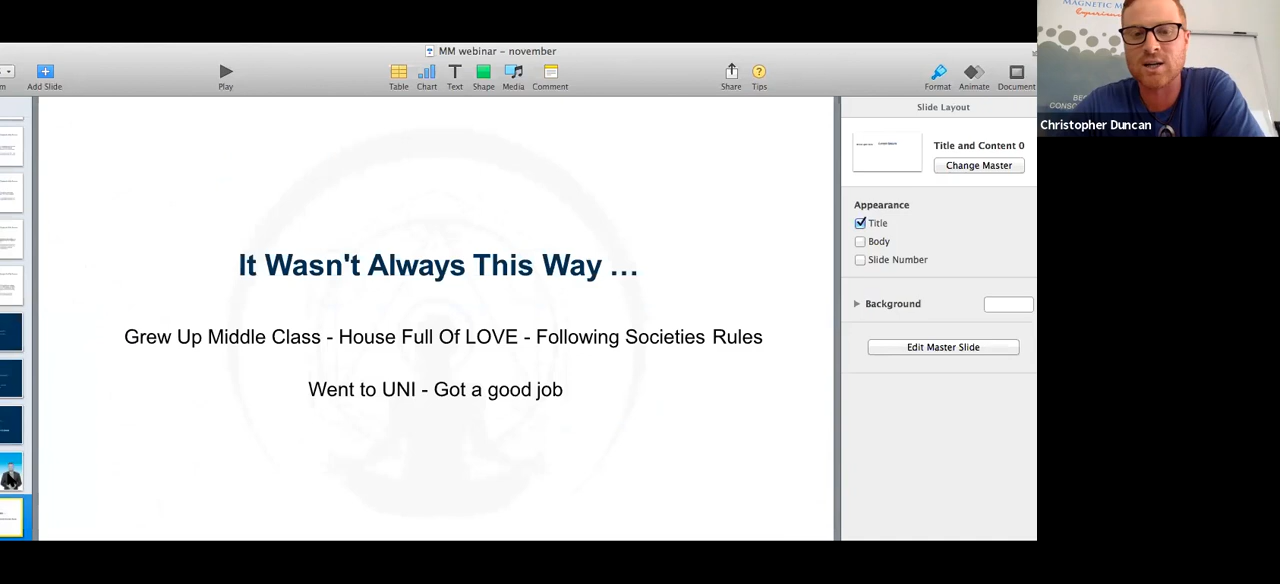 MM webinar – november
Add Slide
Play
Table
Chart
Text
Shape
Media
Comment
Share
Tips
Format
Animate
Document
Slide Layout
Title and Content 0
Change Master
Appearance
Title
Body
Slide Number
Background
Edit Master Slide
It Wasn't Always This Way ...
Grew Up Middle Class - House Full Of LOVE - Following Societies Rules
Went to UNI - Got a good job
MAGNETIC M
Christopher Duncan